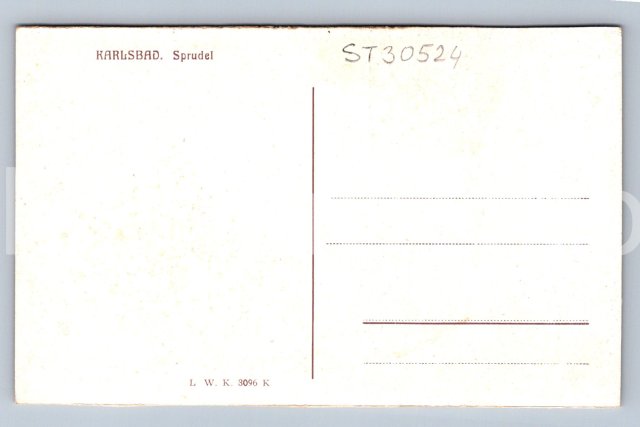 KARLSBAD. Sprudel
ST30524
L. W. K. 3096 K